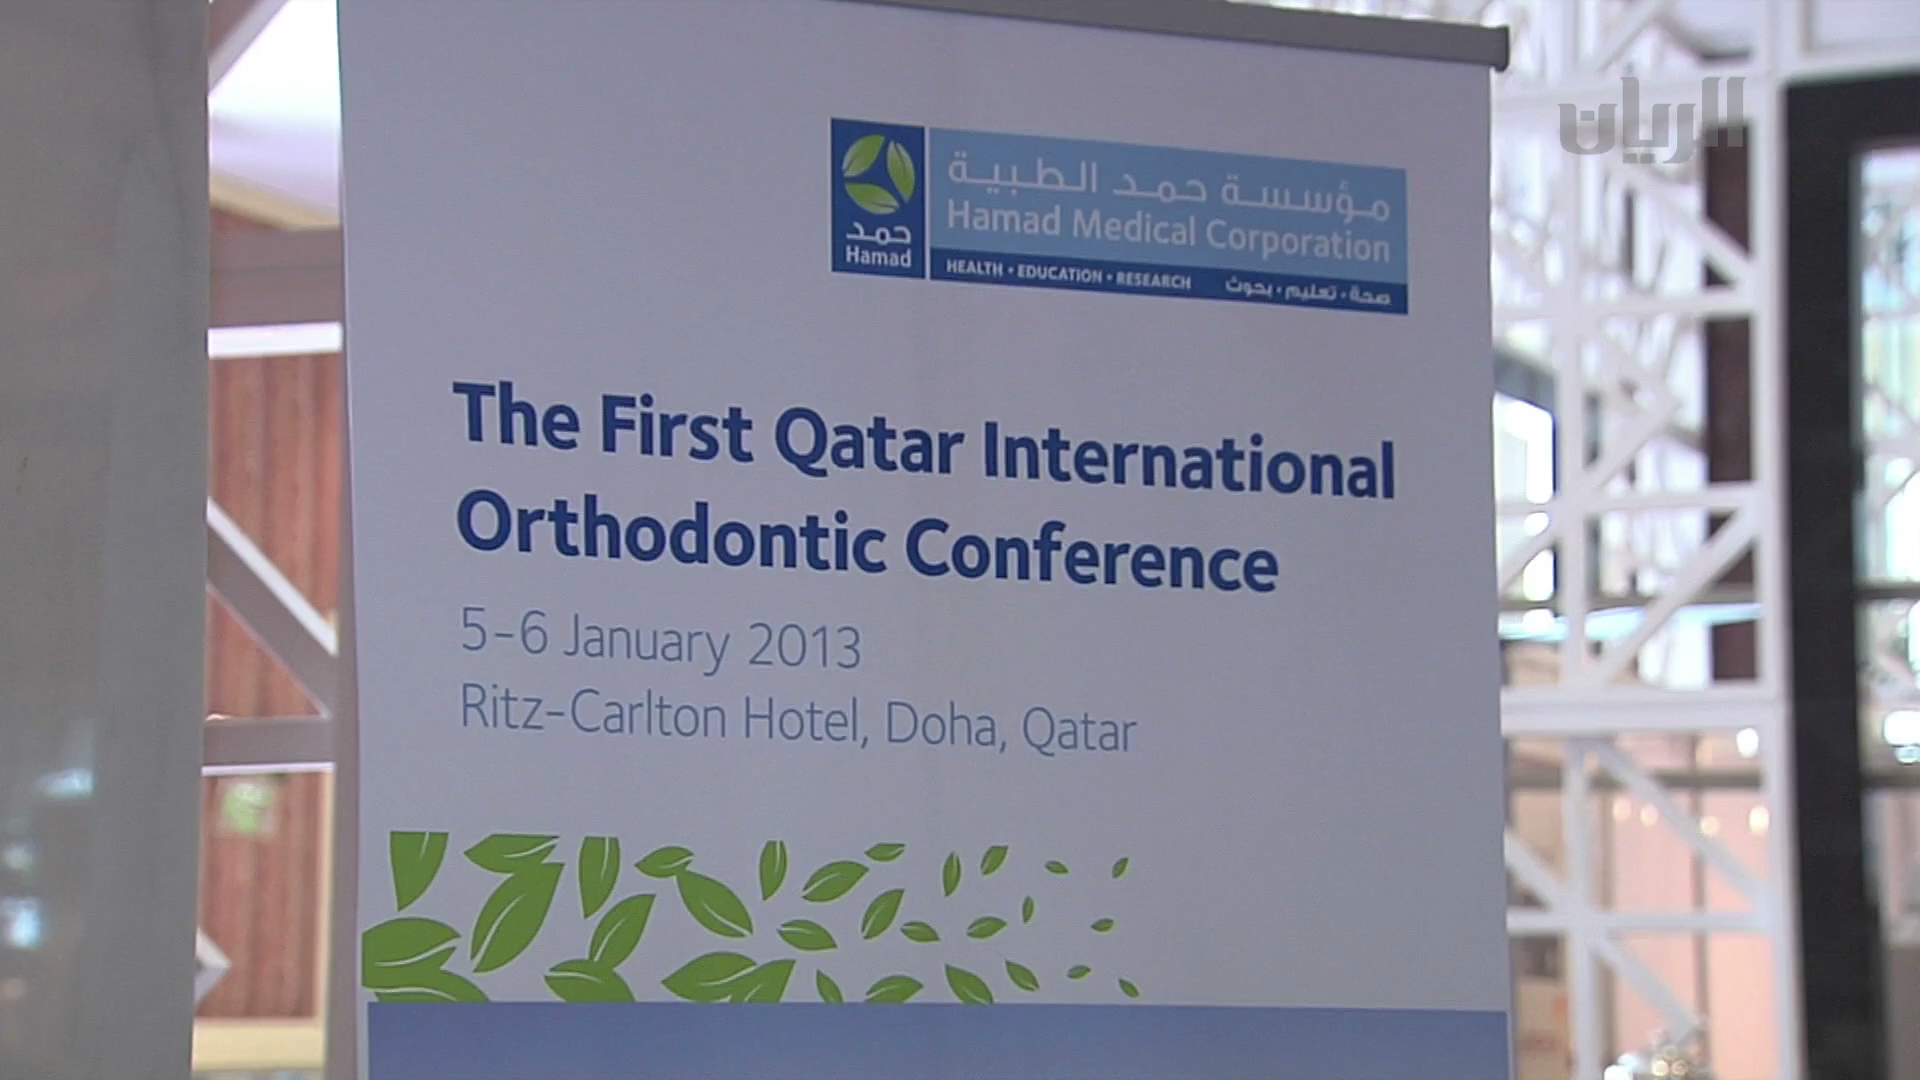 الريان
مؤسسة حمد الطبية
Hamad Medical Corporation
حمد
Hamad
HEALTH • EDUCATION • RESEARCH صحة • تعليم • بحوث
The First Qatar International
Orthodontic Conference
5-6 January 2013
Ritz-Carlton Hotel, Doha, Qatar